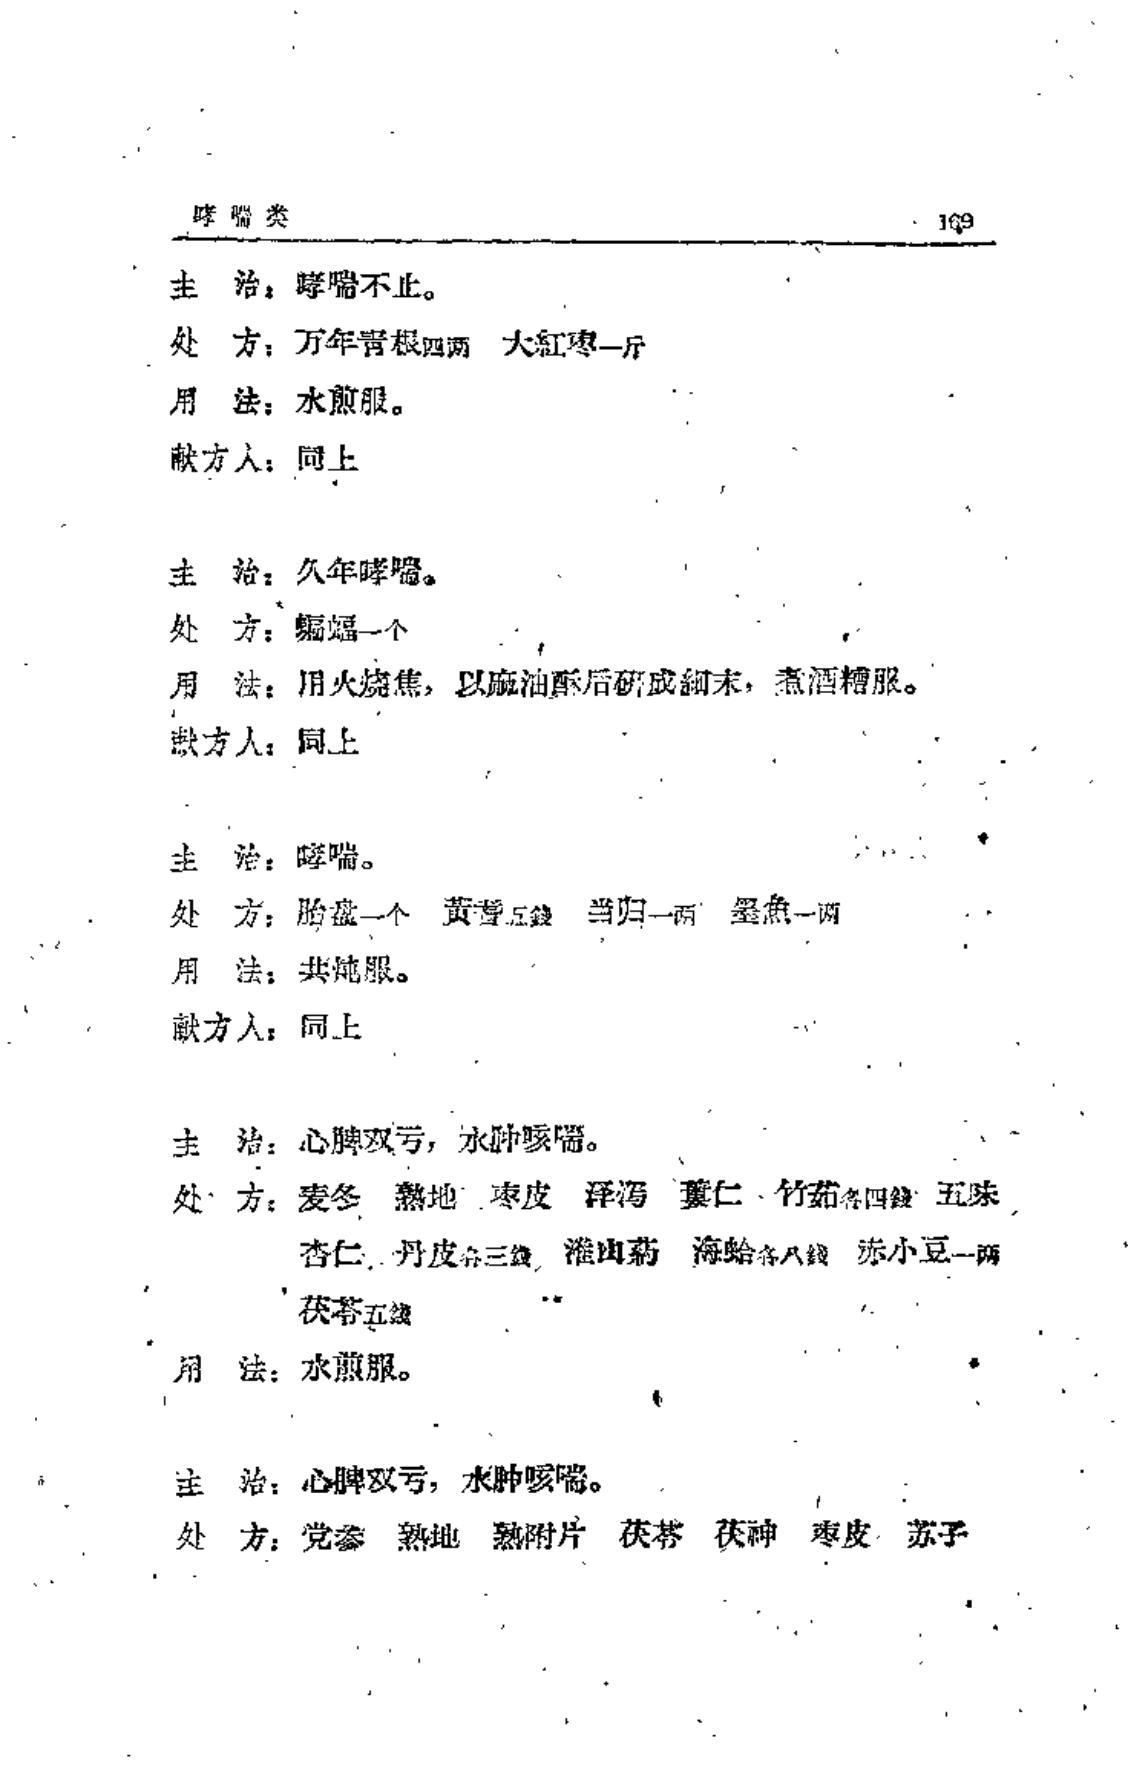 哮喘类 169
主　治：哮喘不止。
处　方：万年青根四两　大紅枣一斤
用　法：水煎服。
献方人：同上
主　治：久年哮喘。
处　方：蝙蝠一个
用　法：用火烧焦，以麻油酥后研成細末，煮酒糟服。
献方人：同上
主　治：哮喘。
处　方：胎盘一个　黄耆五錢　当归一两　墨魚一两
用　法：共炖服。
献方人：同上
主　治：心脾双亏，水肿咳喘。
处　方：麦冬　熟地　枣皮　泽泻　蔞仁　竹茹各四錢　五味
杏仁　丹皮各三錢　淮山葯　海蛤各八錢　赤小豆一两
茯苓五錢
用　法：水煎服。
主　治：心脾双亏，水肿咳喘。
处　方：党参　熟地　熟附片　茯苓　茯神　枣皮　苏子